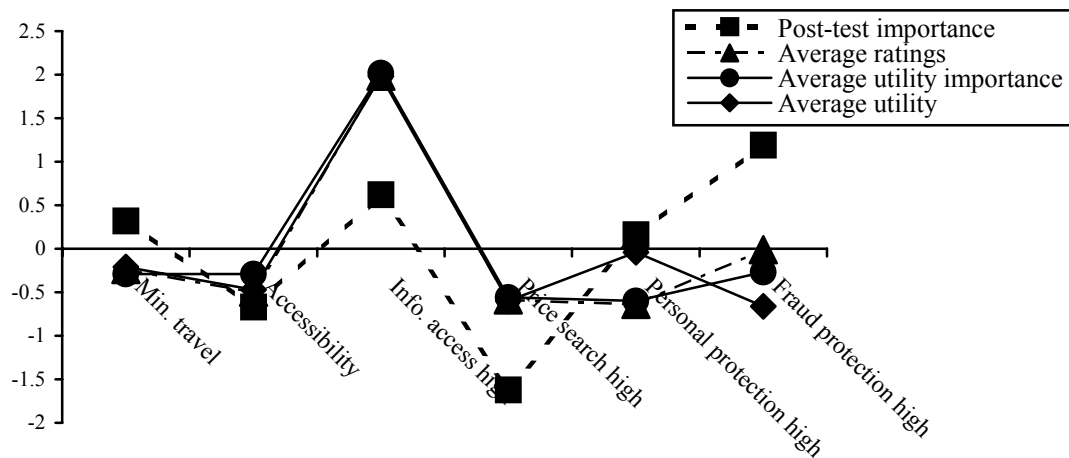 Post-test importance
Average ratings
Average utility importance
Average utility
2.5
2
1.5
1
0.5
0
-0.5
-1
-1.5
-2
Min. travel
Accessibility
Info. access high
Price search high
Personal protection high
Fraud protection high